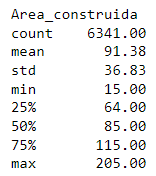 Area_construida
count 6341.00
mean 91.38
std 36.83
min 15.00
25% 64.00
50% 85.00
75% 115.00
max 205.00